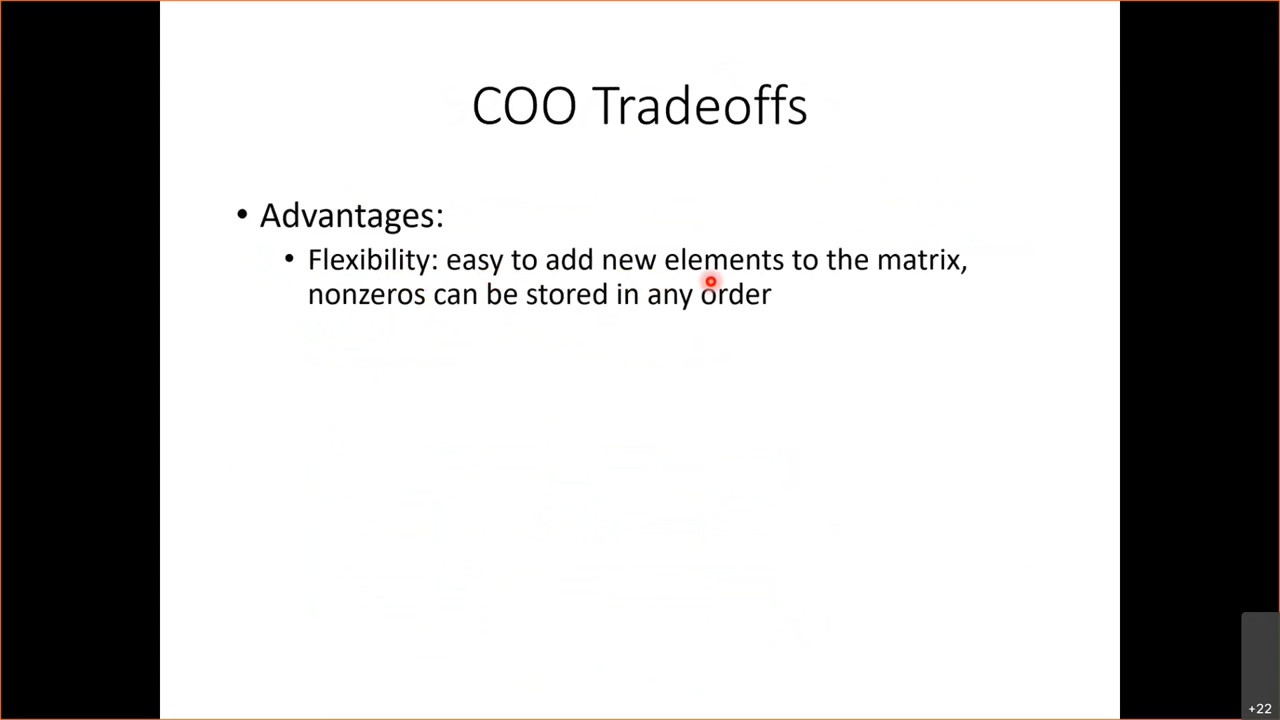 COO Tradeoffs
• Advantages:
• Flexibility: easy to add new elements to the matrix,
nonzeros can be stored in any order
+22